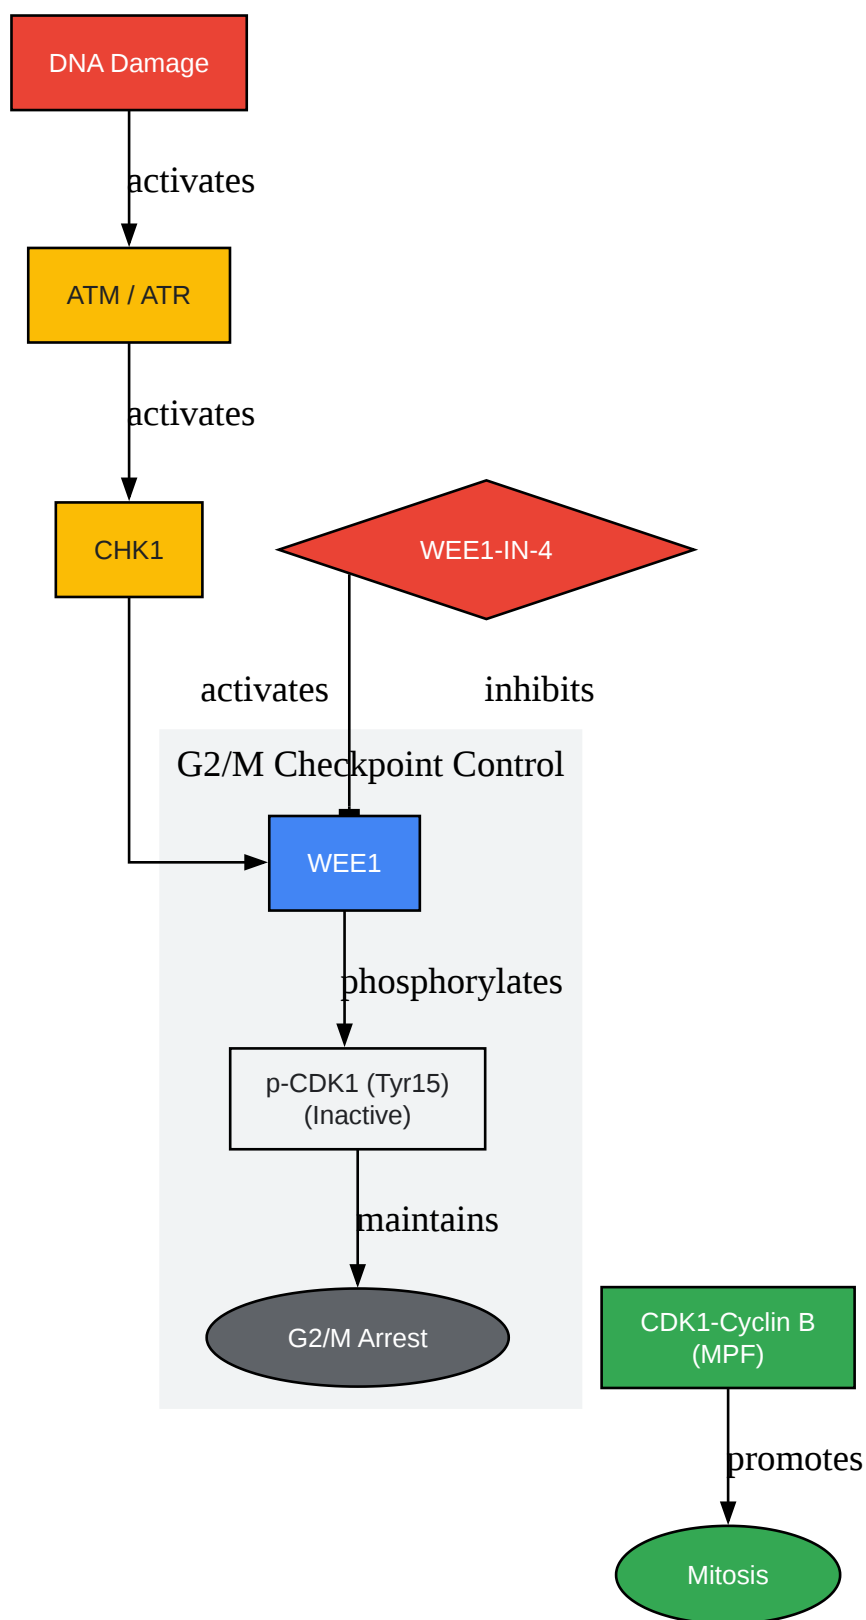 DNA Damage
activates
ATM / ATR
activates
CHK1
WEE1-IN-4
activates
inhibits
G2/M Checkpoint Control
WEE1
phosphorylates
p-CDK1 (Tyr15)
(Inactive)
maintains
G2/M Arrest
CDK1-Cyclin B
(MPF)
promotes
Mitosis